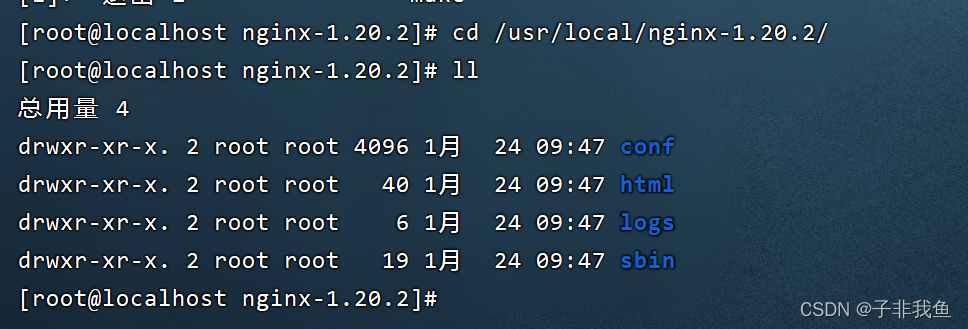 [root@localhost nginx-1.20.2]# cd /usr/local/nginx-1.20.2/
[root@localhost nginx-1.20.2]# ll
总用量 4
drwxr-xr-x. 2 root root 4096 1月  24 09:47 conf
drwxr-xr-x. 2 root root   40 1月  24 09:47 html
drwxr-xr-x. 2 root root    6 1月  24 09:47 logs
drwxr-xr-x. 2 root root   19 1月  24 09:47 sbin
[root@localhost nginx-1.20.2]#
CSDN @子非我鱼